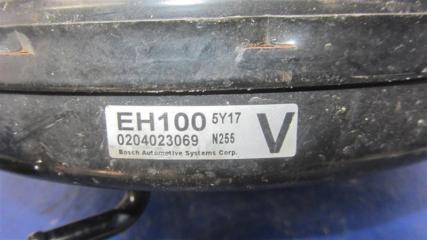 EH100 5Y17 V
0204023069 N255
Bosch Automotive Systems Corp.